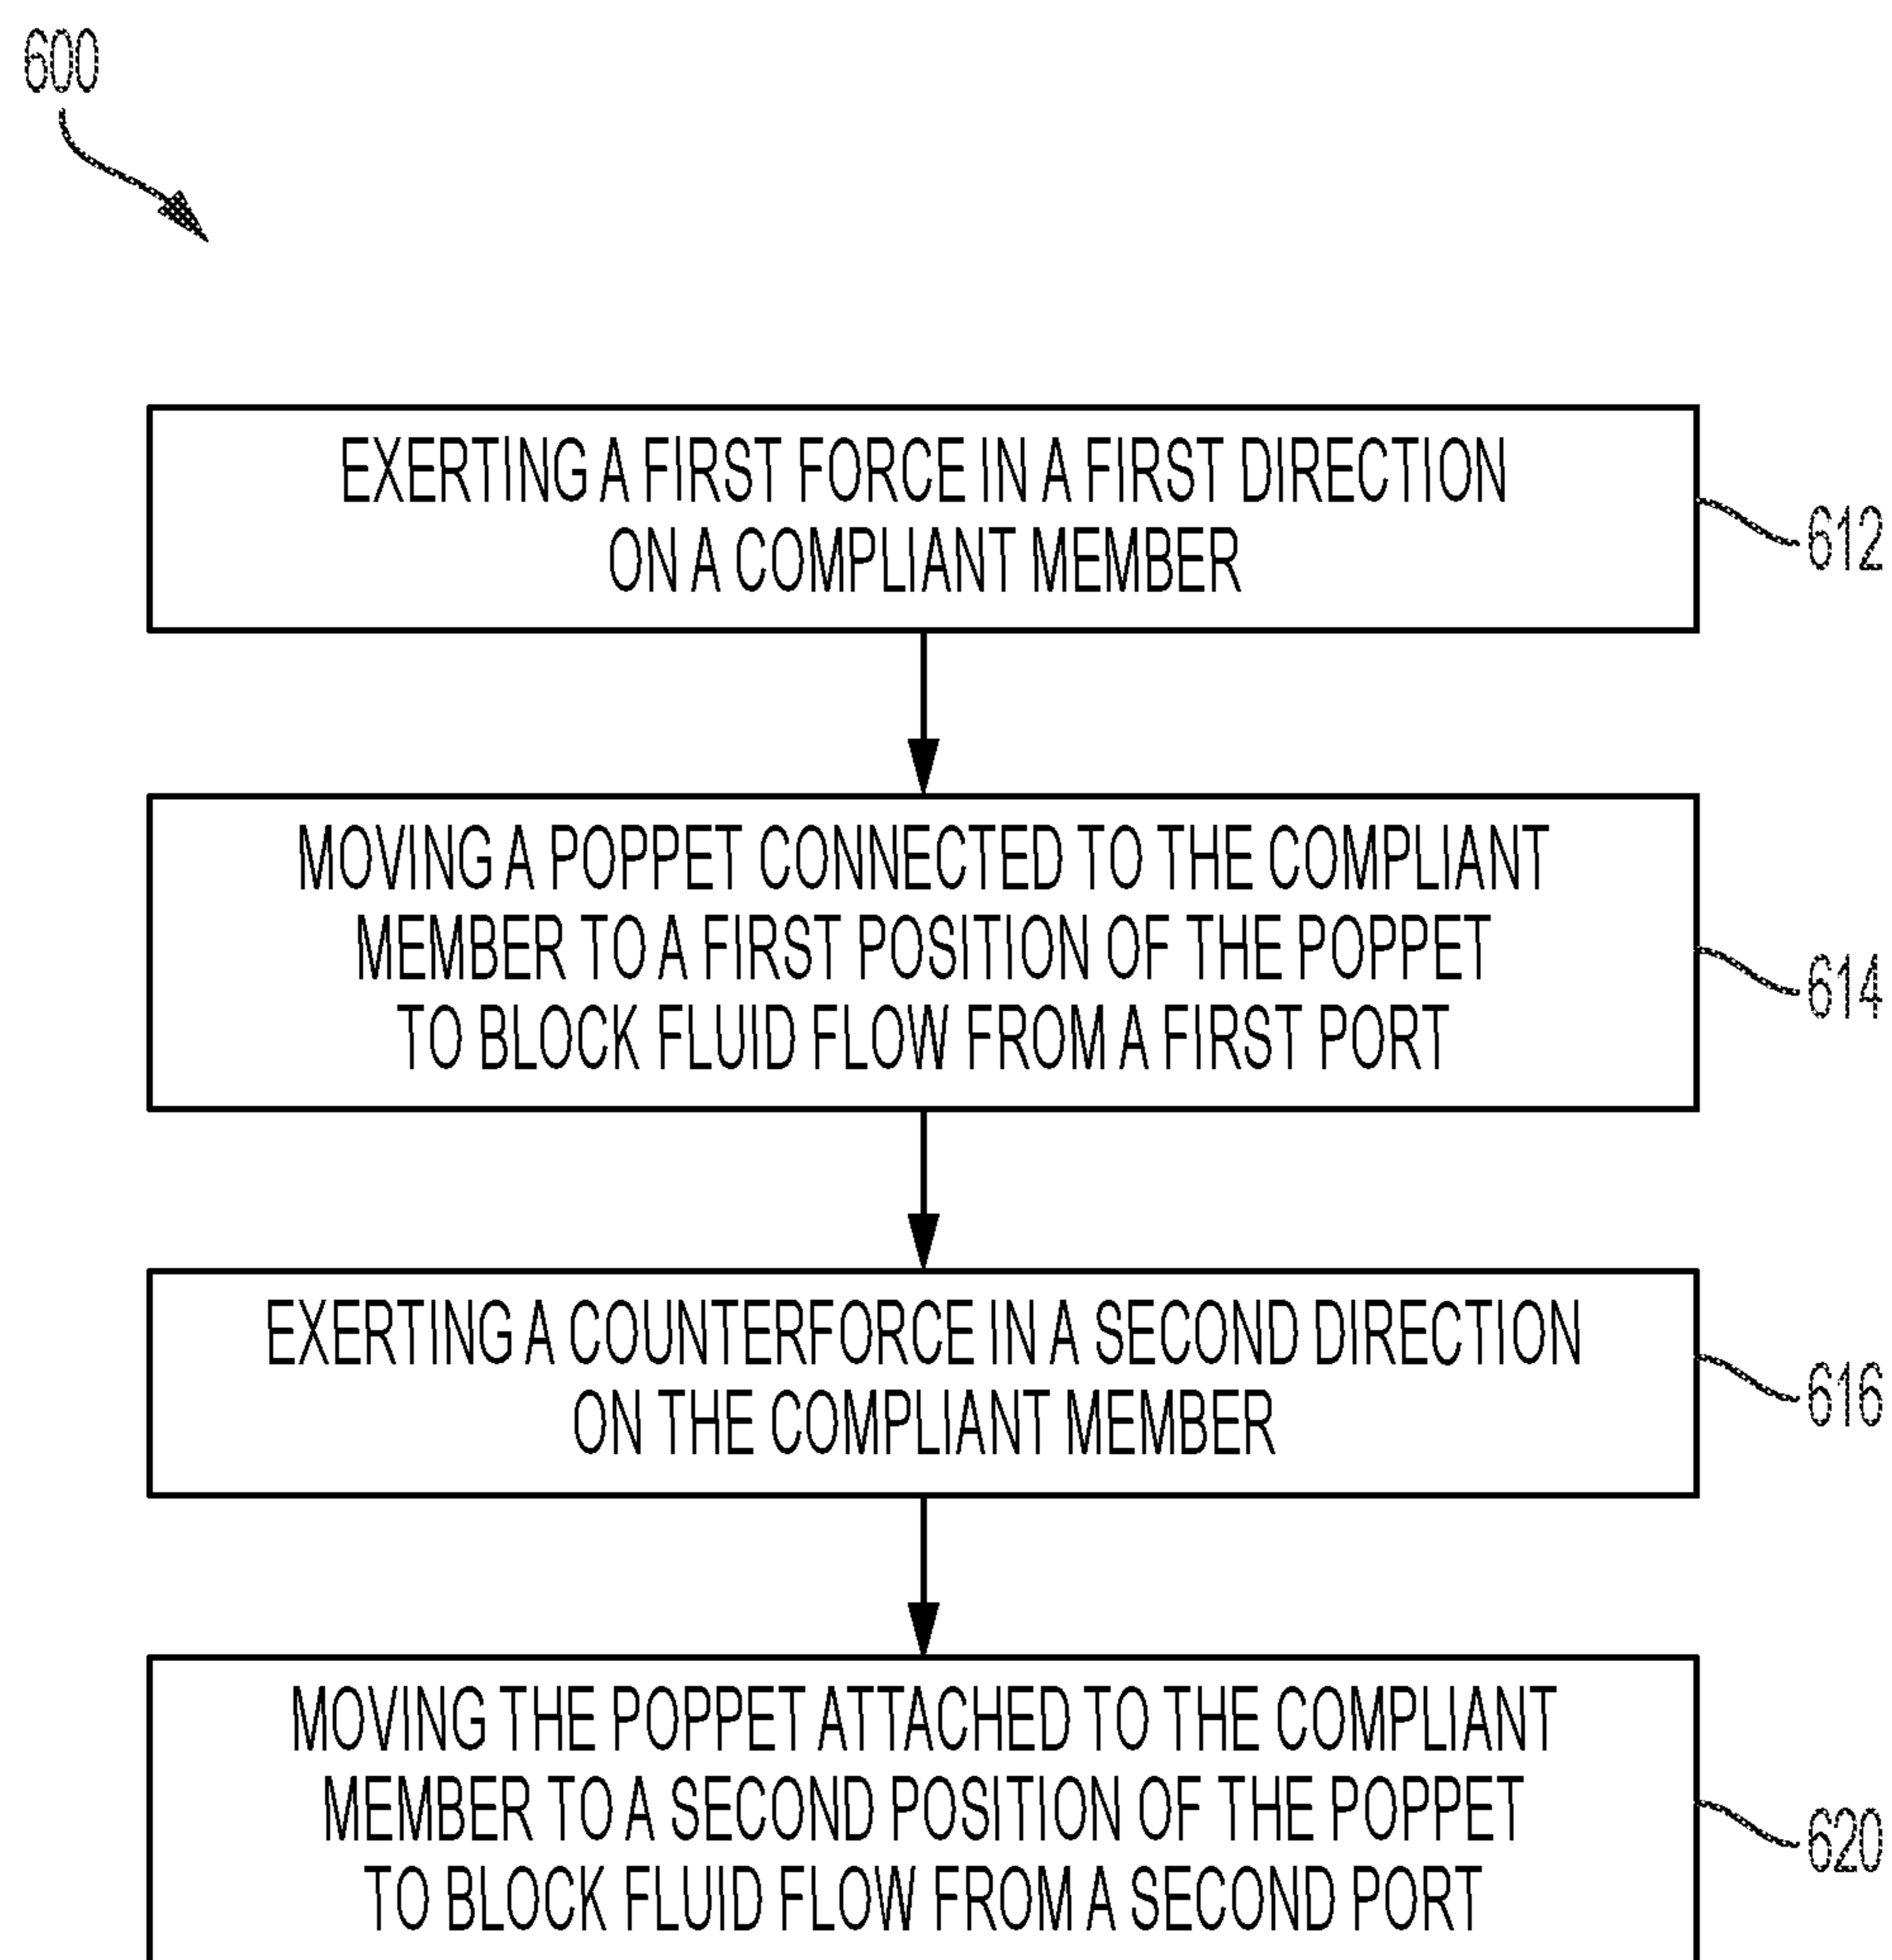 600
EXERTING A FIRST FORCE IN A FIRST DIRECTION
ON A COMPLIANT MEMBER
612
MOVING A POPPET CONNECTED TO THE COMPLIANT
MEMBER TO A FIRST POSITION OF THE POPPET
TO BLOCK FLUID FLOW FROM A FIRST PORT
614
EXERTING A COUNTERFORCE IN A SECOND DIRECTION
ON THE COMPLIANT MEMBER
616
MOVING THE POPPET ATTACHED TO THE COMPLIANT
MEMBER TO A SECOND POSITION OF THE POPPET
TO BLOCK FLUID FLOW FROM A SECOND PORT
620